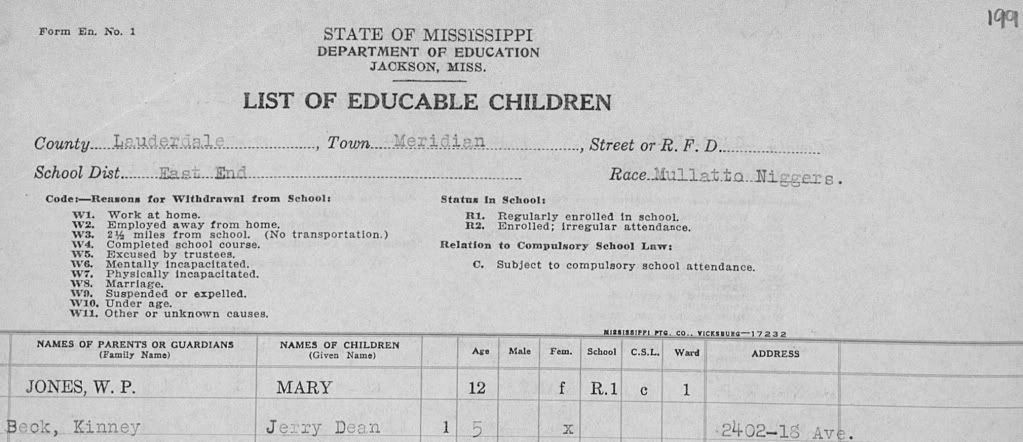 199
Form En. No. 1
STATE OF MISSISSIPPI
DEPARTMENT OF EDUCATION
JACKSON, MISS.
LIST OF EDUCABLE CHILDREN
County Lauderdale, Town Meridian, Street or R. F. D.
School Dist. East End Race Mullatto Niggers.
Code:—Reasons for Withdrawal from School:
W1. Work at home.
W2. Employed away from home.
W3. 2½ miles from school. (No transportation.)
W4. Completed school course.
W5. Excused by trustees.
W6. Mentally incapacitated.
W7. Physically incapacitated.
W8. Marriage.
W9. Suspended or expelled.
W10. Under age.
W11. Other or unknown causes.
Status in School:
R1. Regularly enrolled in school.
R2. Enrolled; irregular attendance.
Relation to Compulsory School Law:
C. Subject to compulsory school attendance.
MISSISSIPPI PTG. CO., VICKSBURG—17232
NAMES OF PARENTS OR GUARDIANS NAMES OF CHILDREN Age Male Fem. School C.S.L. Ward ADDRESS
(Family Name) (Given Name)
JONES, W. P. MARY 12 f R.1 c 1
Beck, Kinney Jerry Dean 1 5 x 2402-18 Ave.